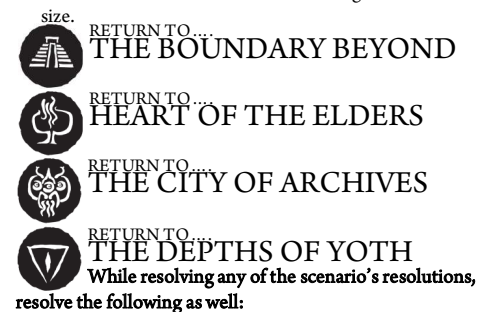 size.
RETURN TO ....
THE BOUNDARY BEYOND
RETURN TO ....
HEART OF THE ELDERS
RETURN TO ....
THE CITY OF ARCHIVES
RETURN TO ....
THE DEPTHS OF YOTH
While resolving any of the scenario's resolutions,
resolve the following as well: